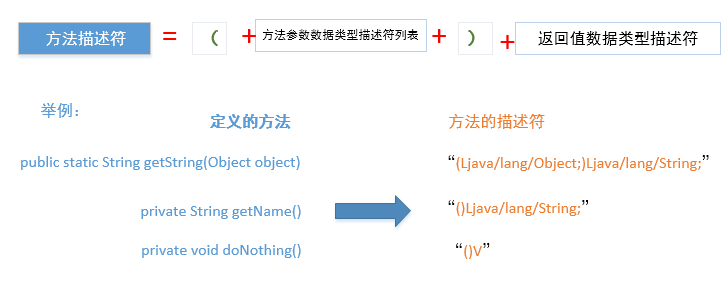 方法描述符 = ( + 方法参数数据类型描述符列表 + ) + 返回值数据类型描述符
举例：
定义的方法 方法的描述符
public static String getString(Object object) “(Ljava/lang/Object;)Ljava/lang/String;”
private String getName() “()Ljava/lang/String;”
private void doNothing() “()V”